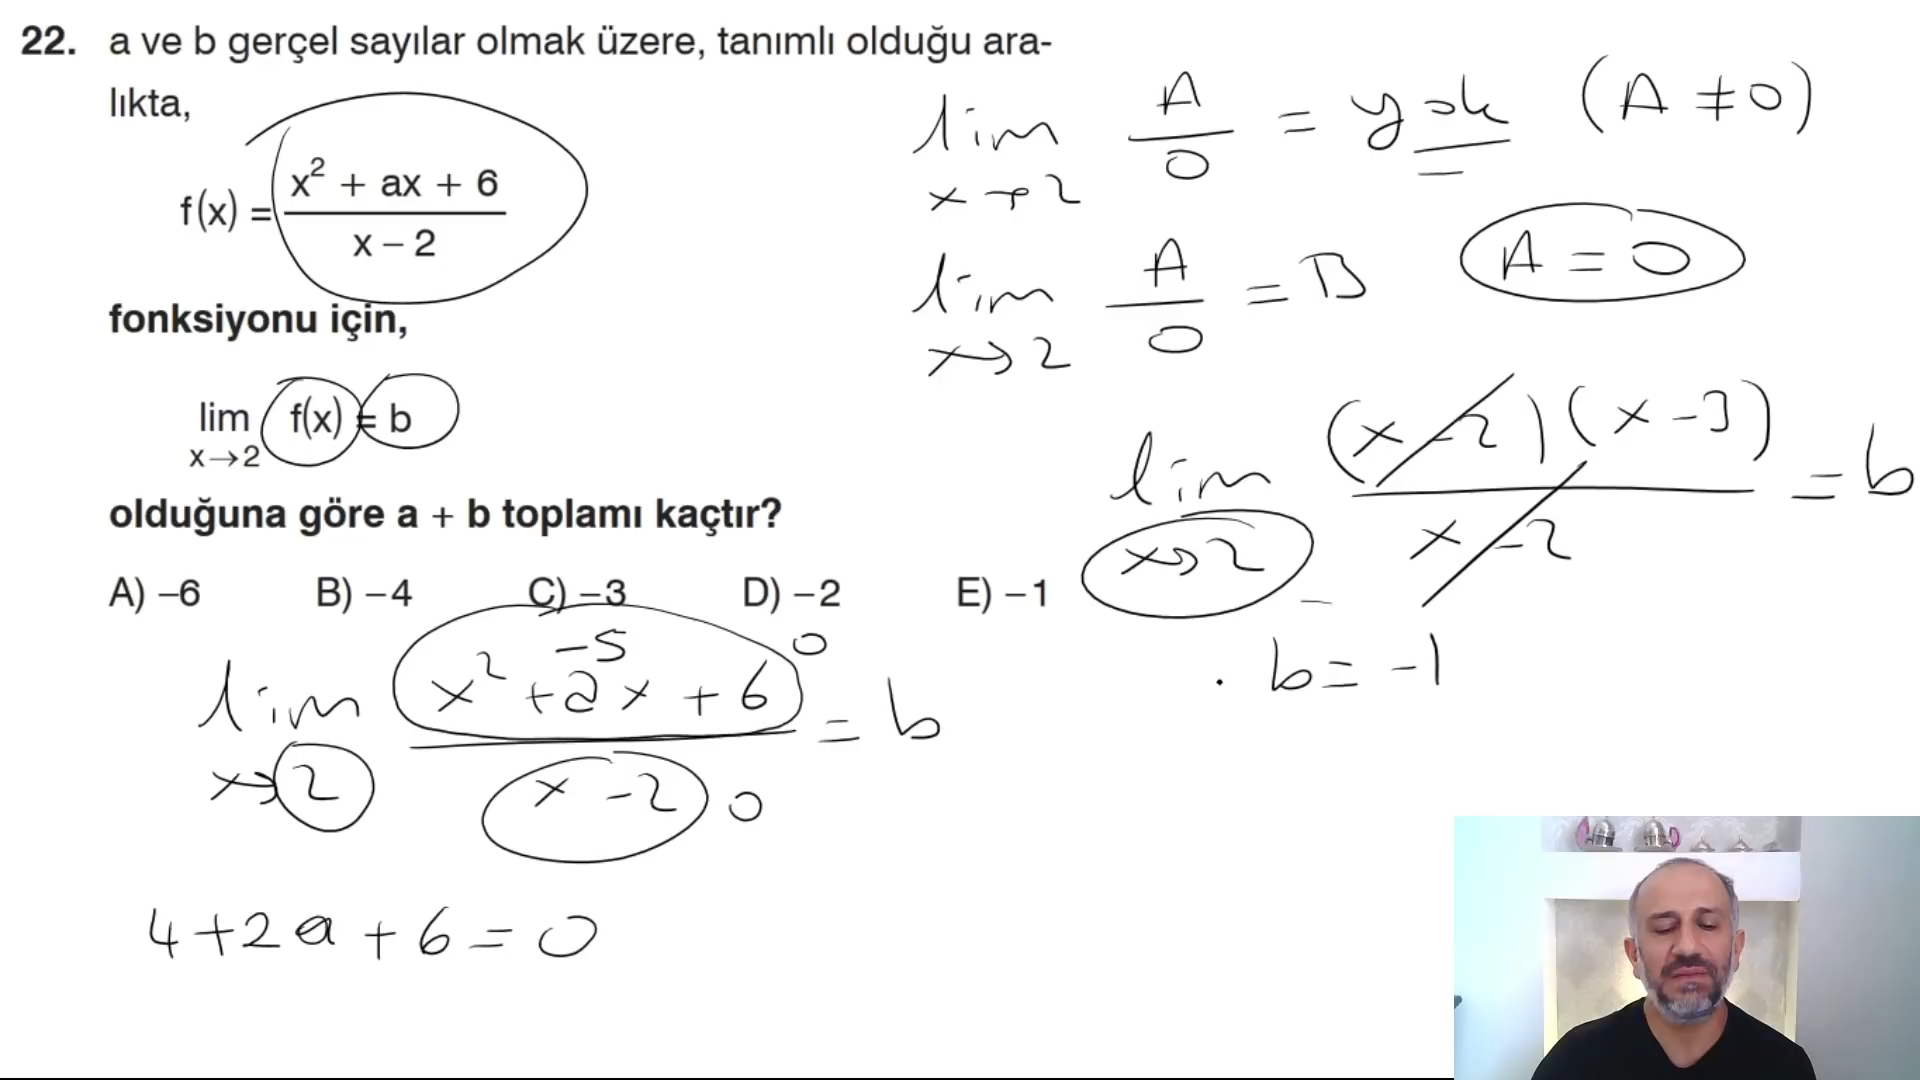 22. a ve b gerçel sayılar olmak üzere, tanımlı olduğu ara-
lıkta,
f(x) = (x² + ax + 6) / (x – 2)
fonksiyonu için,
lim x→2 f(x) = b
olduğuna göre a + b toplamı kaçtır?
A) –6 B) –4 C) –3 D) –2 E) –1
lim x→2 (x² + ax + 6) / (x – 2) = b
-5
0
0
4+2a+6=0
lim x→2 A/0 = yok (A ≠ 0)
lim x→2 A/0 = B A = 0
lim x→2 (x-2)(x-3) / (x-2) = b
b = -1